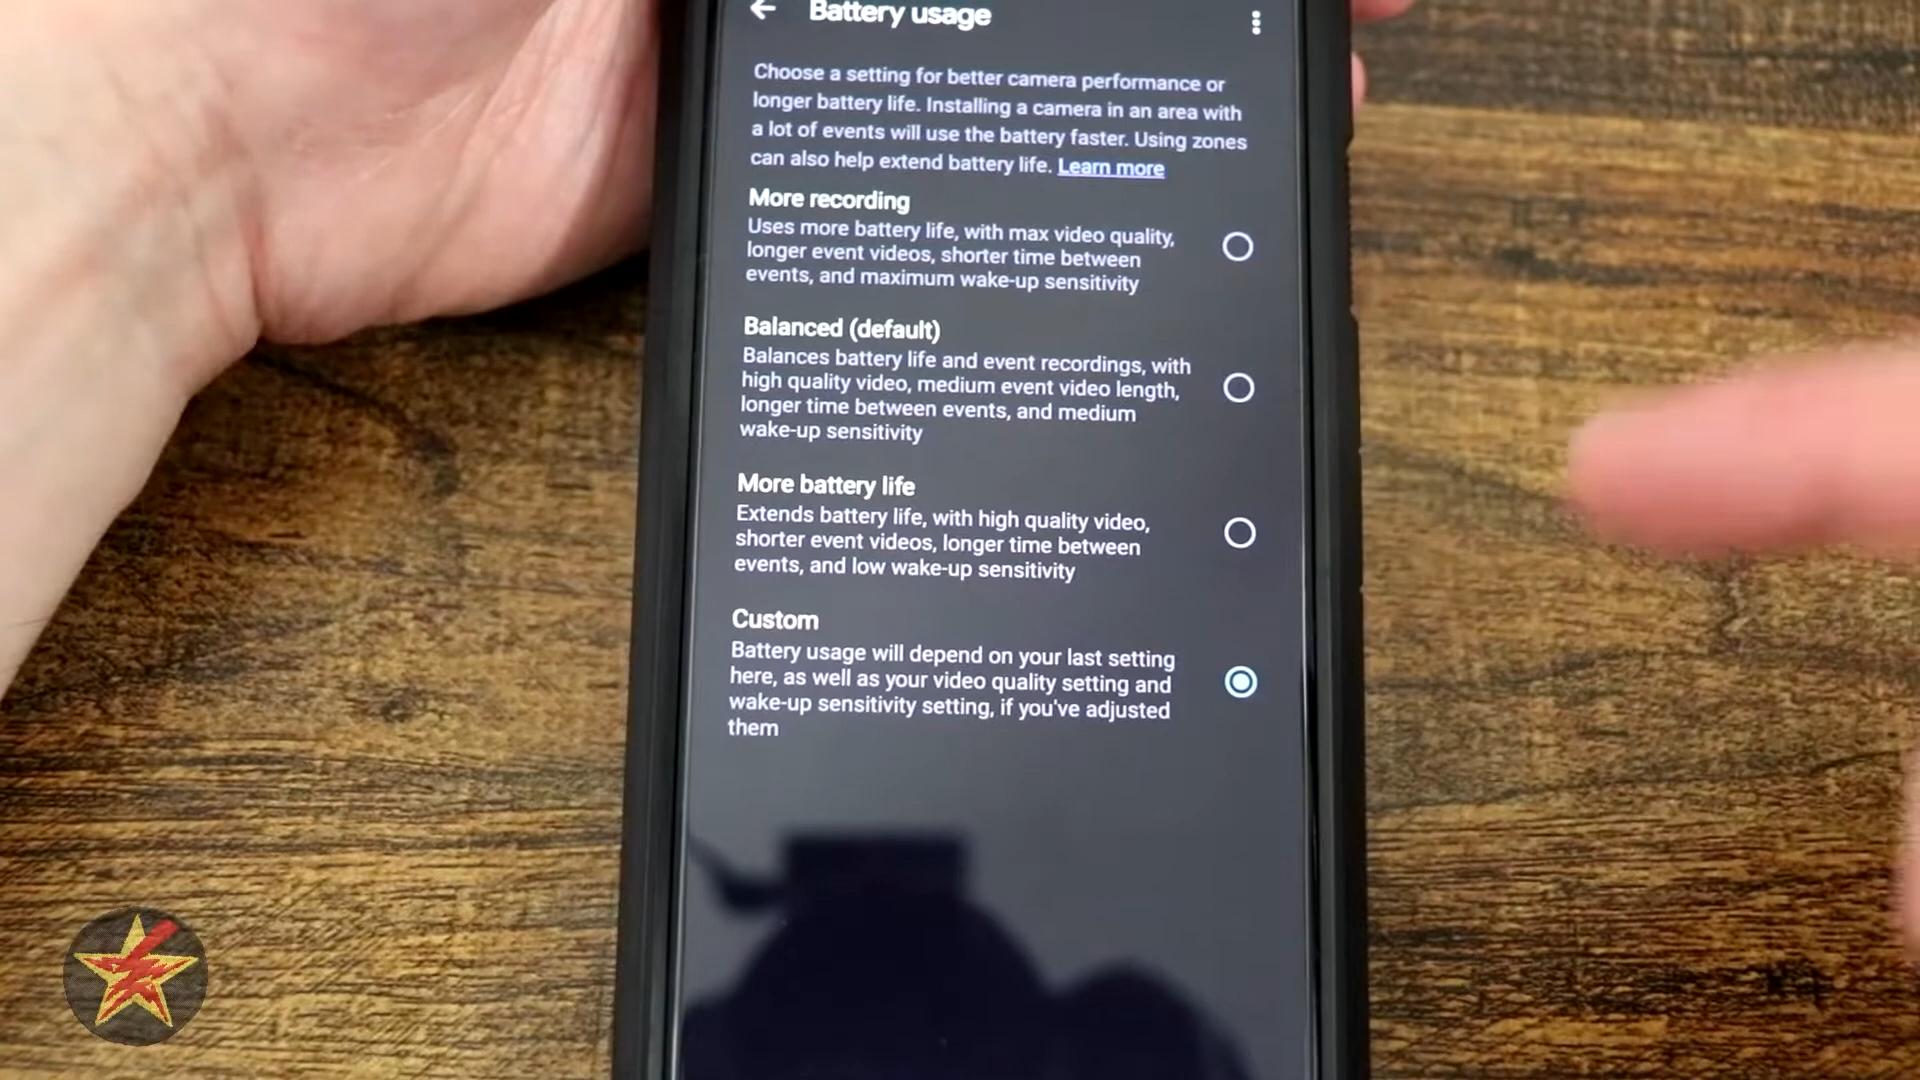 Battery usage
Choose a setting for better camera performance or
longer battery life. Installing a camera in an area with
a lot of events will use the battery faster. Using zones
can also help extend battery life. Learn more
More recording
Uses more battery life, with max video quality,
longer event videos, shorter time between
events, and maximum wake-up sensitivity
Balanced (default)
Balances battery life and event recordings, with
high quality video, medium event video length,
longer time between events, and medium
wake-up sensitivity
More battery life
Extends battery life, with high quality video,
shorter event videos, longer time between
events, and low wake-up sensitivity
Custom
Battery usage will depend on your last setting
here, as well as your video quality setting and
wake-up sensitivity setting, if you've adjusted
them